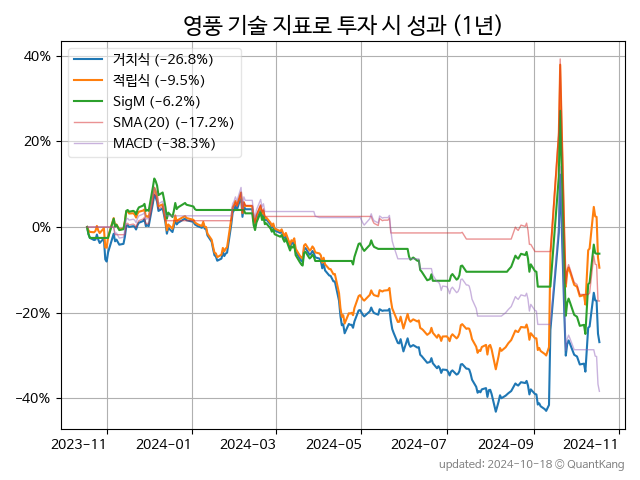 영풍 기술 지표로 투자 시 성과 (1년)
거치식 (−26.8%)
적립식 (−9.5%)
SigM (−6.2%)
SMA(20) (−17.2%)
MACD (−38.3%)
40%
20%
0%
−20%
−40%
2023-11 2024-01 2024-03 2024-05 2024-07 2024-09 2024-11
updated: 2024-10-18 © QuantKang